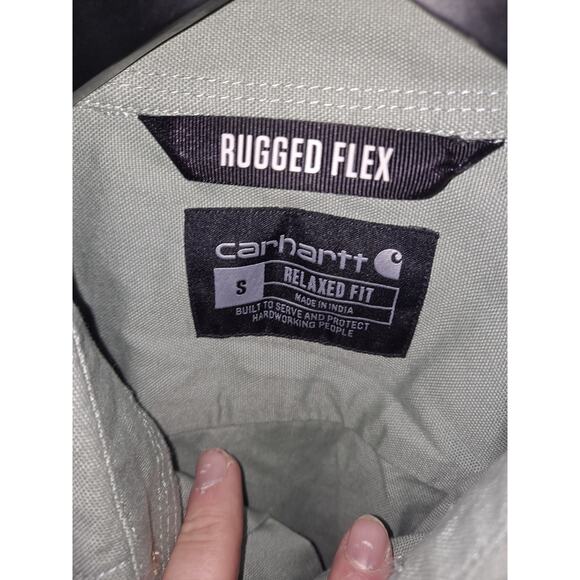 RUGGED FLEX
carhartt
S RELAXED FIT
MADE IN INDIA
BUILT TO SERVE AND PROTECT
HARDWORKING PEOPLE